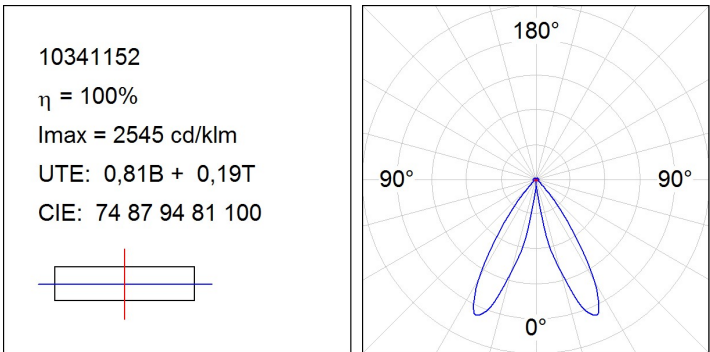 10341152
η = 100%
Imax = 2545 cd/klm
UTE: 0,81B + 0,19T
CIE: 74 87 94 81 100
180°
90° 90°
0°